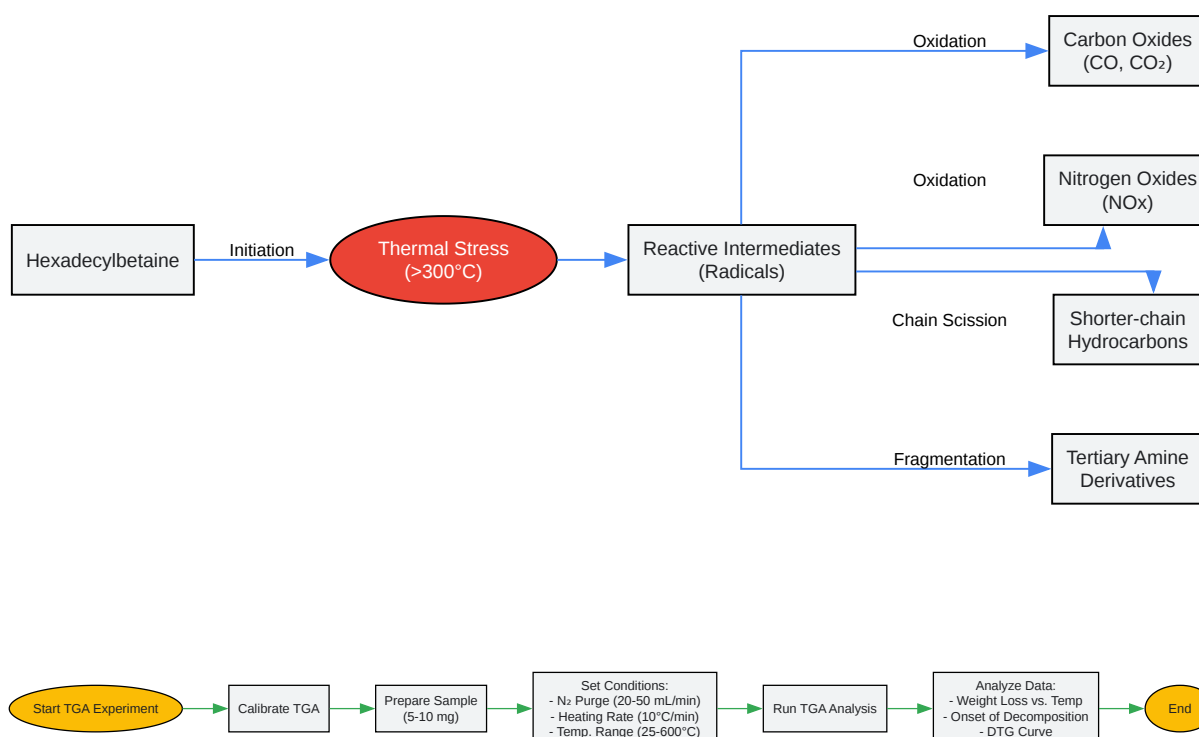 Oxidation
Carbon Oxides
(CO, CO₂)
Oxidation
Nitrogen Oxides
(NOx)
Hexadecylbetaine
Initiation
Thermal Stress
(>300°C)
Reactive Intermediates
(Radicals)
Chain Scission
Shorter-chain
Hydrocarbons
Fragmentation
Tertiary Amine
Derivatives
Start TGA Experiment
Calibrate TGA
Prepare Sample
(5-10 mg)
Set Conditions:
- N₂ Purge (20-50 mL/min)
- Heating Rate (10°C/min)
- Temp. Range (25-600°C)
Run TGA Analysis
Analyze Data:
- Weight Loss vs. Temp
- Onset of Decomposition
- DTG Curve
End